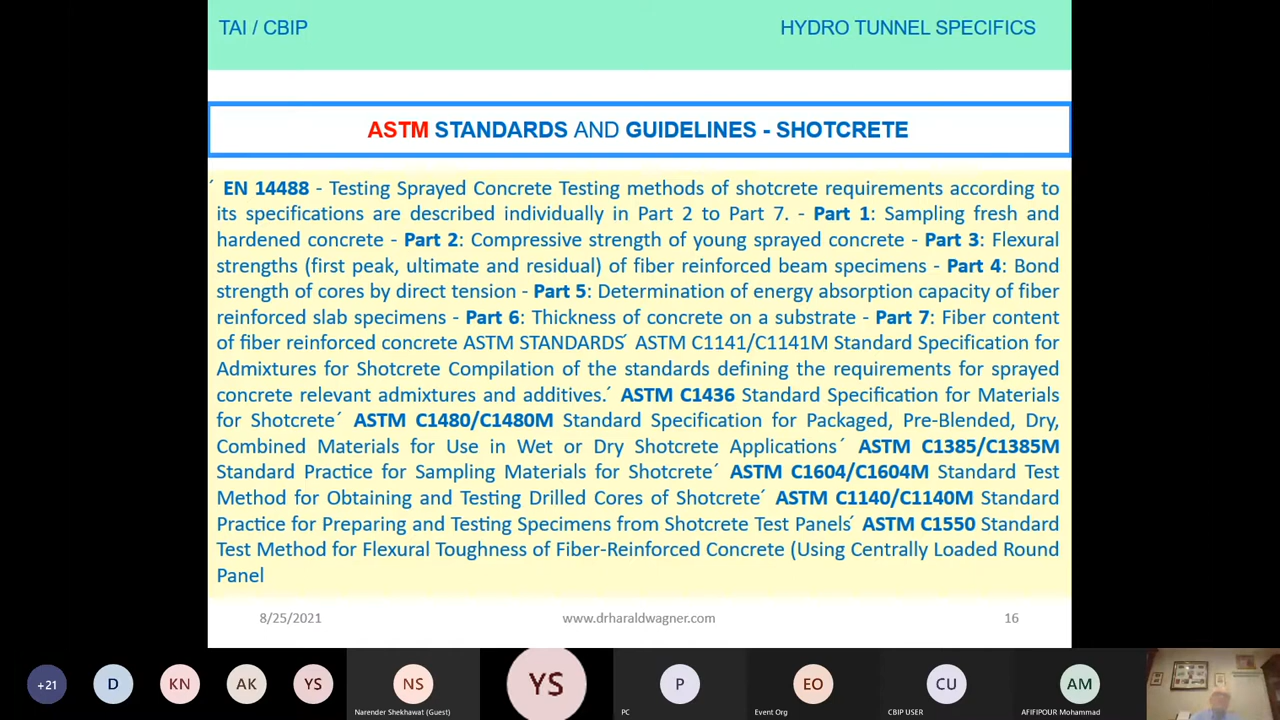 TAI / CBIP
HYDRO TUNNEL SPECIFICS
ASTM STANDARDS AND GUIDELINES - SHOTCRETE
´ EN 14488 - Testing Sprayed Concrete Testing methods of shotcrete requirements according to
its specifications are described individually in Part 2 to Part 7. - Part 1: Sampling fresh and
hardened concrete - Part 2: Compressive strength of young sprayed concrete - Part 3: Flexural
strengths (first peak, ultimate and residual) of fiber reinforced beam specimens - Part 4: Bond
strength of cores by direct tension - Part 5: Determination of energy absorption capacity of fiber
reinforced slab specimens - Part 6: Thickness of concrete on a substrate - Part 7: Fiber content
of fiber reinforced concrete ASTM STANDARDS´ ASTM C1141/C1141M Standard Specification for
Admixtures for Shotcrete Compilation of the standards defining the requirements for sprayed
concrete relevant admixtures and additives.´ ASTM C1436 Standard Specification for Materials
for Shotcrete´ ASTM C1480/C1480M Standard Specification for Packaged, Pre-Blended, Dry,
Combined Materials for Use in Wet or Dry Shotcrete Applications´ ASTM C1385/C1385M
Standard Practice for Sampling Materials for Shotcrete´ ASTM C1604/C1604M Standard Test
Method for Obtaining and Testing Drilled Cores of Shotcrete´ ASTM C1140/C1140M Standard
Practice for Preparing and Testing Specimens from Shotcrete Test Panels´ ASTM C1550 Standard
Test Method for Flexural Toughness of Fiber-Reinforced Concrete (Using Centrally Loaded Round
Panel
8/25/2021
www.drharaldwagner.com
16
+21
D
KN
AK
YS
NS
YS
P
EO
CU
AM
Narender Shekhawat (Guest)
PC
Event Org
CBIP USER
AFIFIPOUR Mohammad